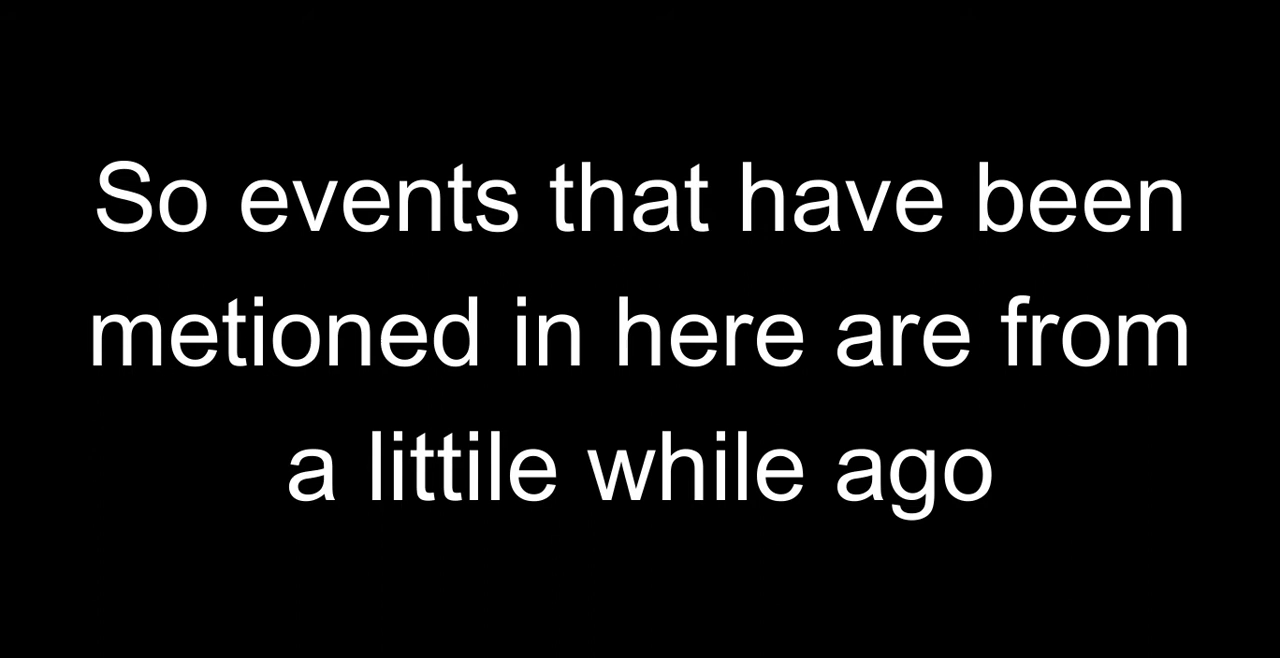 So events that have been
metioned in here are from
a littile while ago